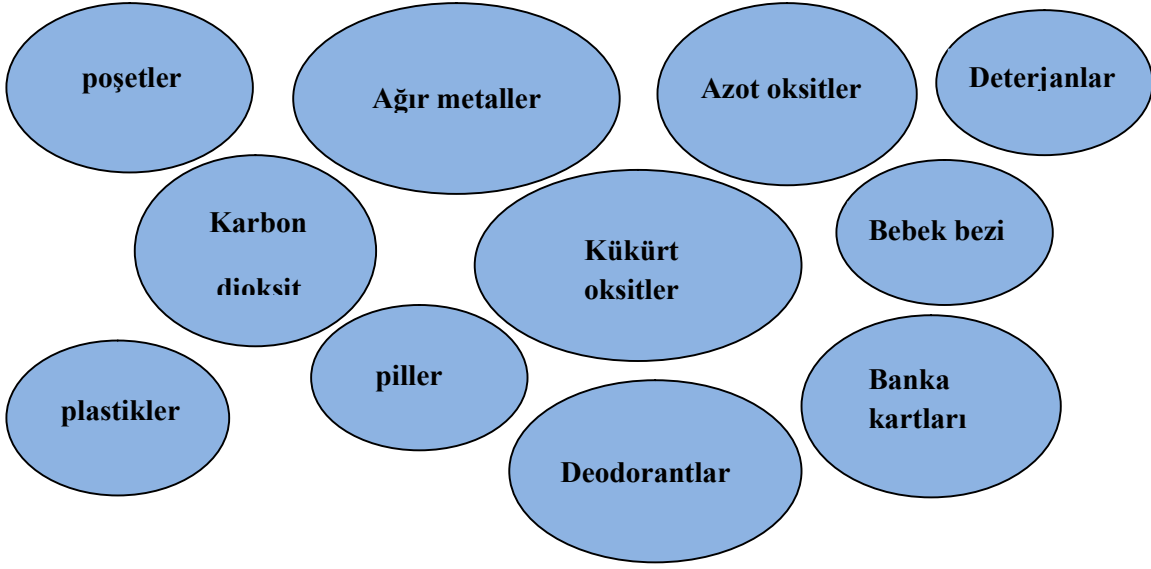 poşetler
Ağır metaller
Azot oksitler
Deterjanlar
Karbon
dioksit
Kükürt
oksitler
Bebek bezi
plastikler
piller
Deodorantlar
Banka
kartları